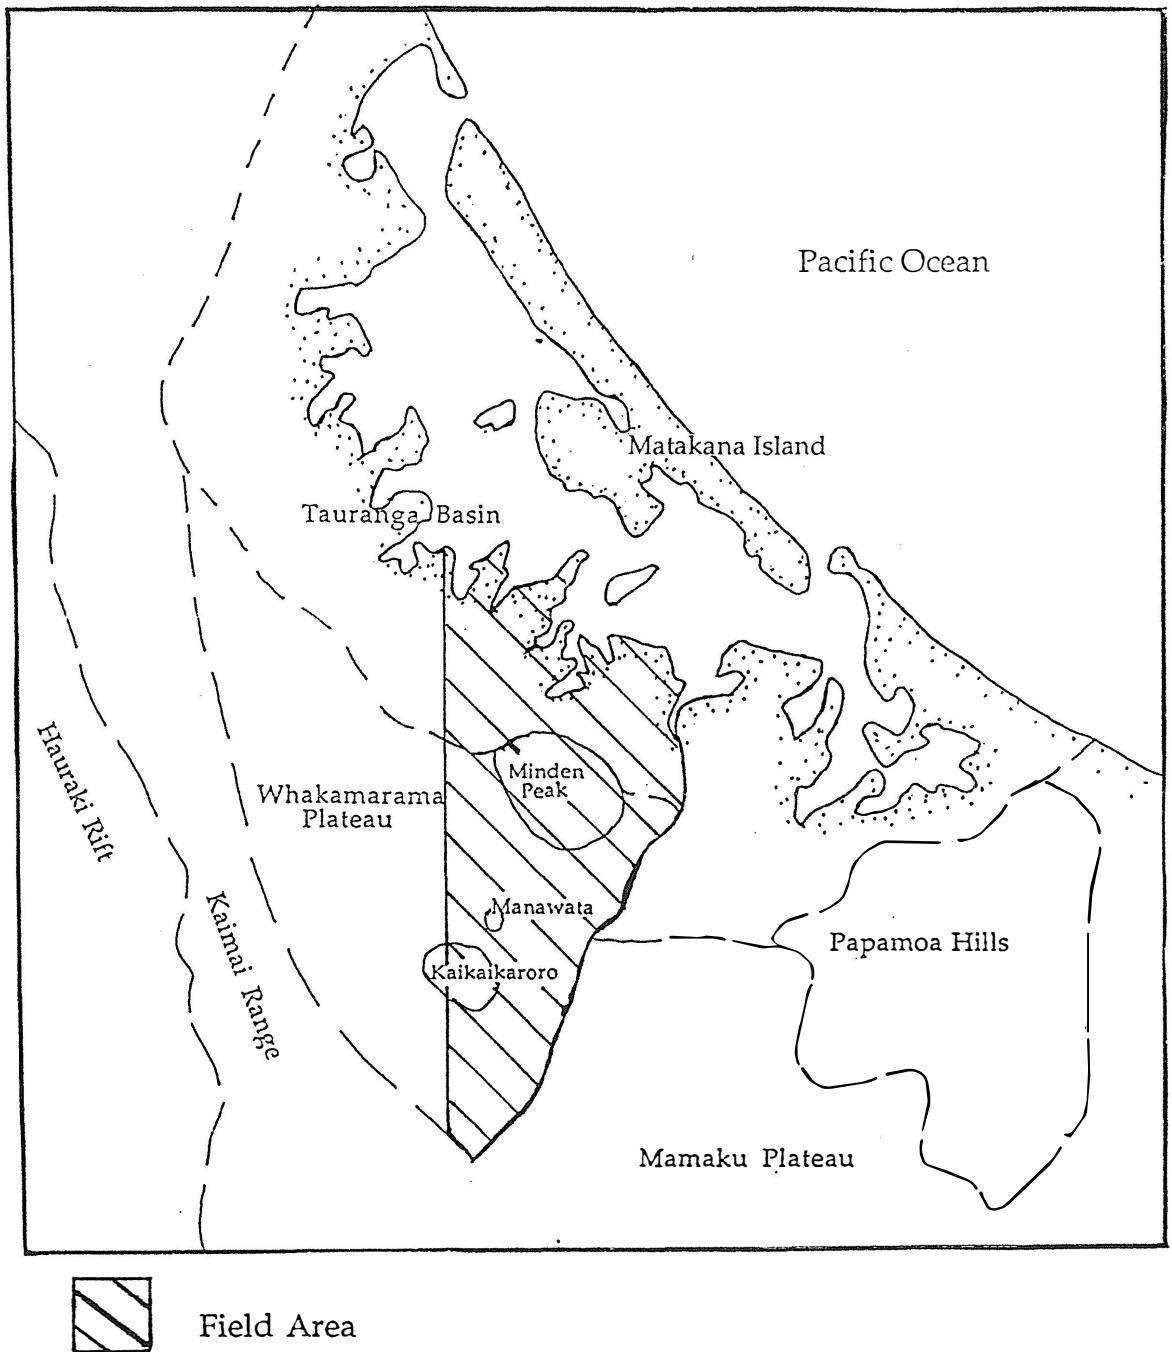 Pacific Ocean
Matakana Island
Tauranga Basin
Minden
Peak
Whakamarama
Plateau
Hauraki Rift
Kaimai Range
Manawata
Papamoa Hills
Kaikaikaroro
Mamaku Plateau
Field Area